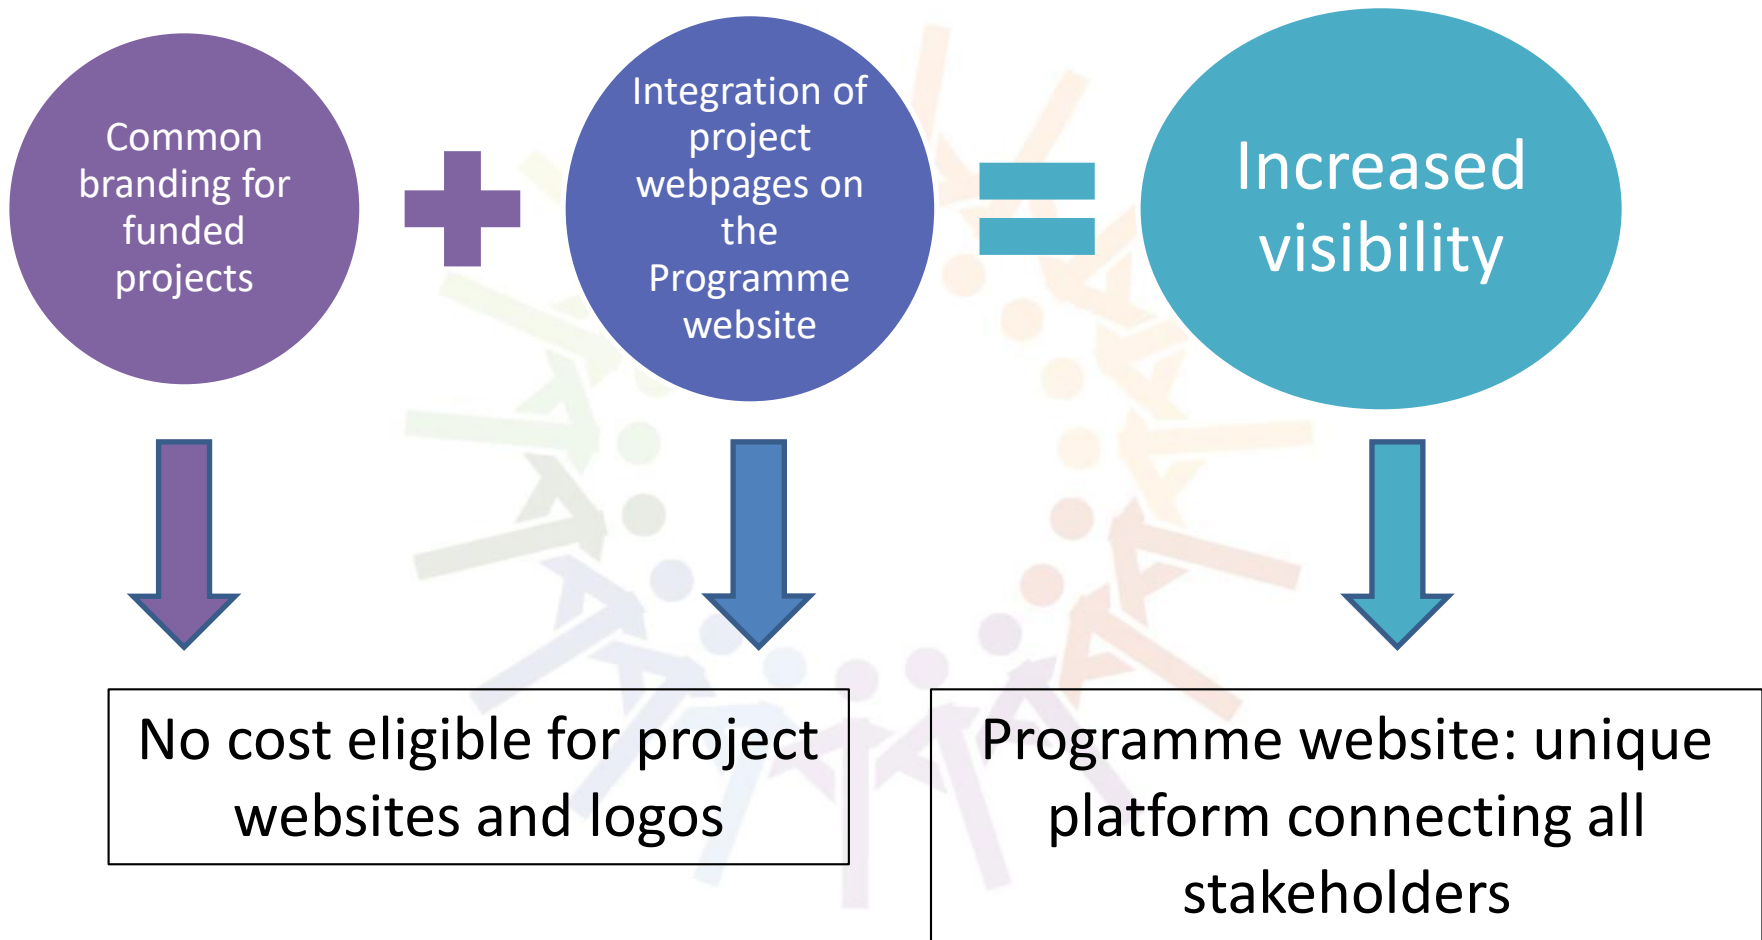 Common
branding for
funded
projects
Integration of
project
webpages on
the
Programme
website
Increased
visibility
No cost eligible for project
websites and logos
Programme website: unique
platform connecting all
stakeholders